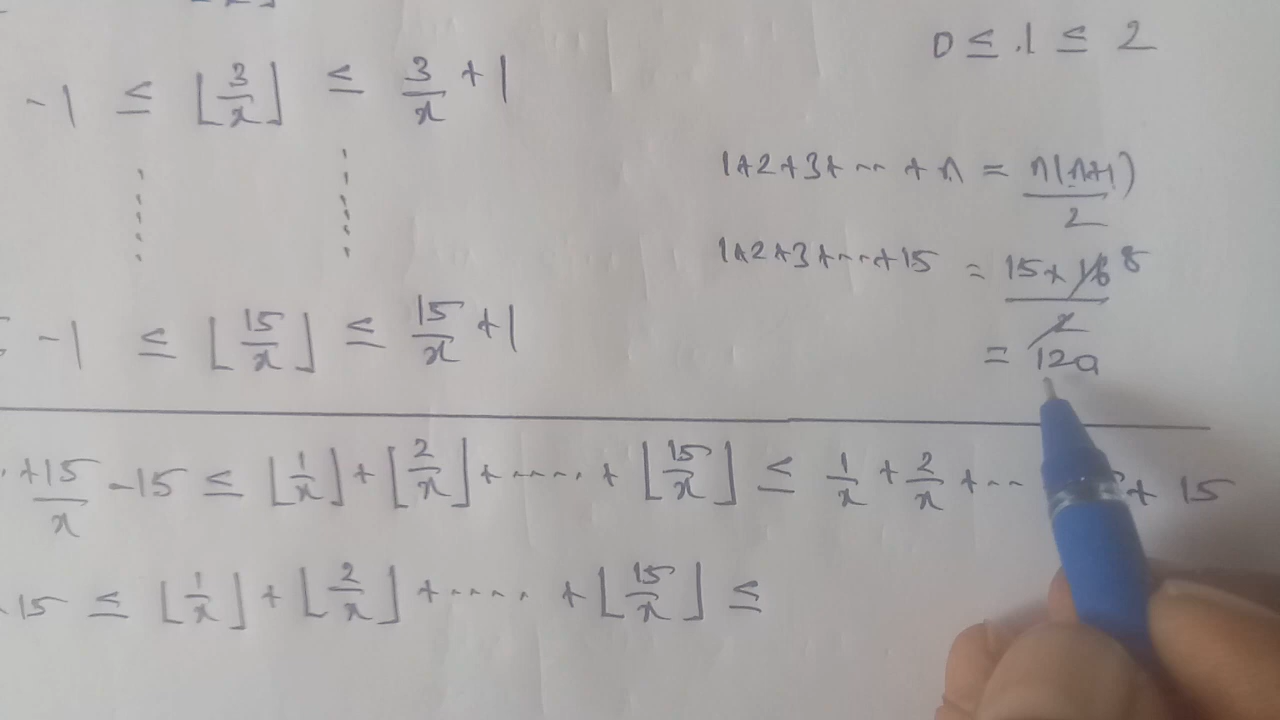 -1 ≤ ⌊3/x⌋ ≤ 3/x + 1
0 ≤ .1 ≤ 2
1+2+3+--- + n = n(n+1)/2
1+2+3+---+15 = 15×16 8/2
= 120
-1 ≤ ⌊15/x⌋ ≤ 15/x + 1
+15/x -15 ≤ ⌊1/x⌋ + ⌊2/x⌋ + ----- + ⌊15/x⌋ ≤ 1/x + 2/x + -- + 15
15 ≤ ⌊1/x⌋ + ⌊2/x⌋ + ----- + ⌊15/x⌋ ≤